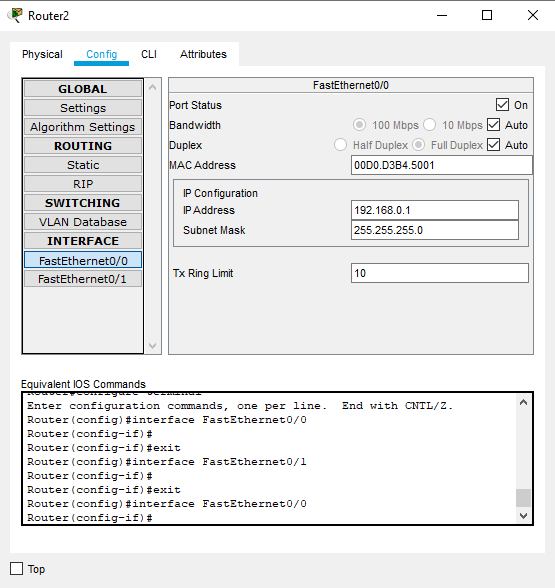 Router2
Physical Config CLI Attributes
GLOBAL
Settings
Algorithm Settings
ROUTING
Static
RIP
SWITCHING
VLAN Database
INTERFACE
FastEthernet0/0
FastEthernet0/1
FastEthernet0/0
Port Status On
Bandwidth 100 Mbps 10 Mbps Auto
Duplex Half Duplex Full Duplex Auto
MAC Address 00D0.D3B4.5001
IP Configuration
IP Address 192.168.0.1
Subnet Mask 255.255.255.0
Tx Ring Limit 10
Equivalent IOS Commands
Router#configure terminal
Enter configuration commands, one per line.  End with CNTL/Z.
Router(config)#interface FastEthernet0/0
Router(config-if)#
Router(config-if)#exit
Router(config)#interface FastEthernet0/1
Router(config-if)#
Router(config-if)#exit
Router(config)#interface FastEthernet0/0
Router(config-if)#
Top